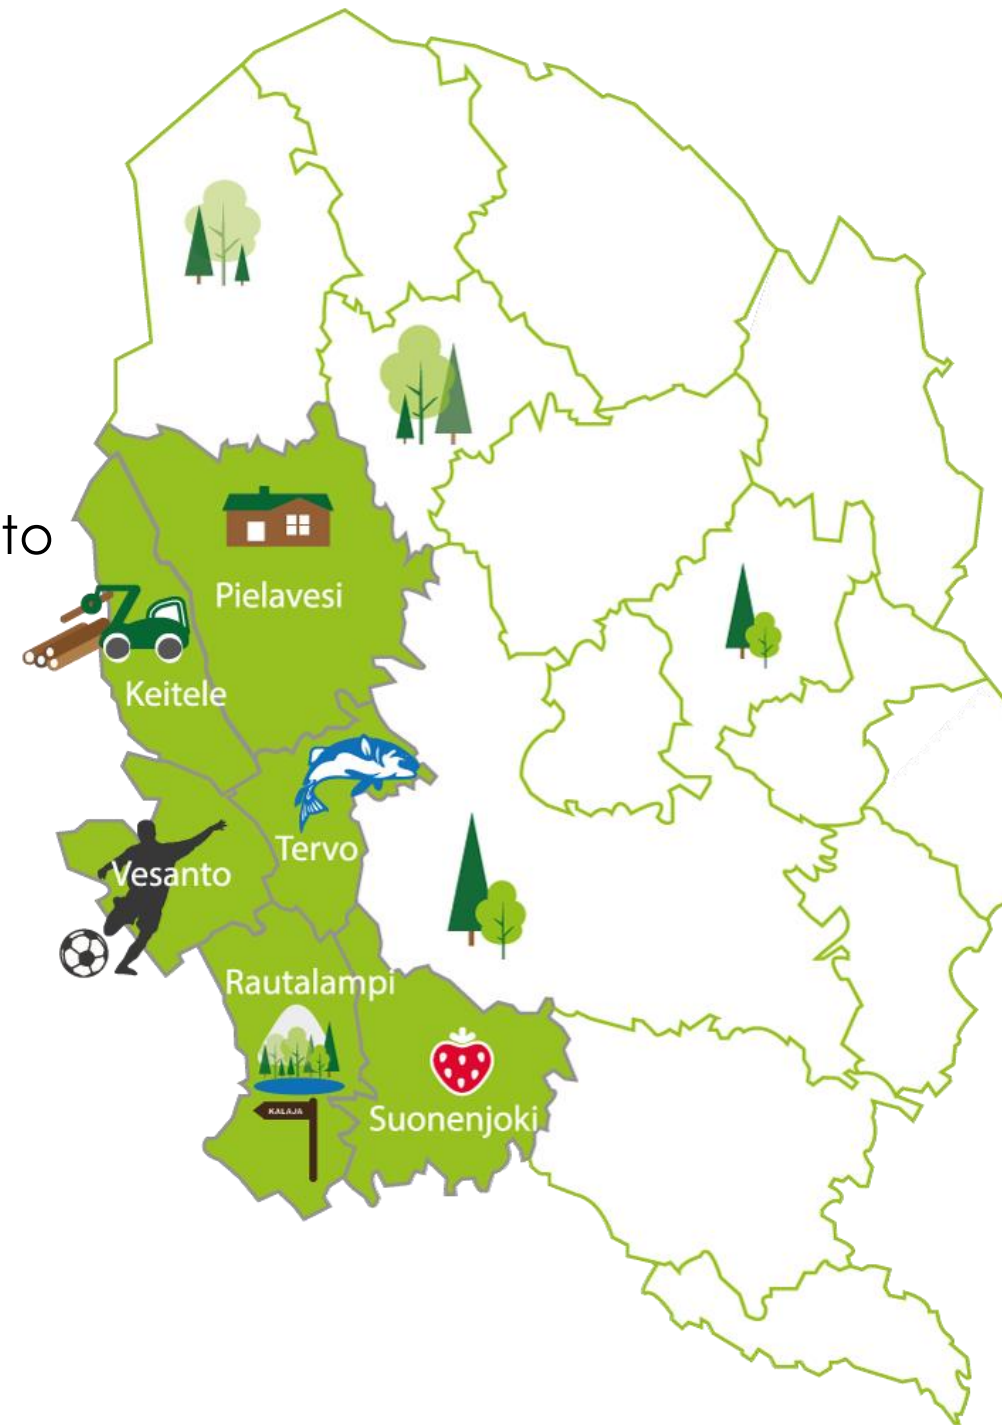 to
Pielavesi
Keitele
Tervo
Vesanto
Rautalampi
KALAJA
Suonenjoki